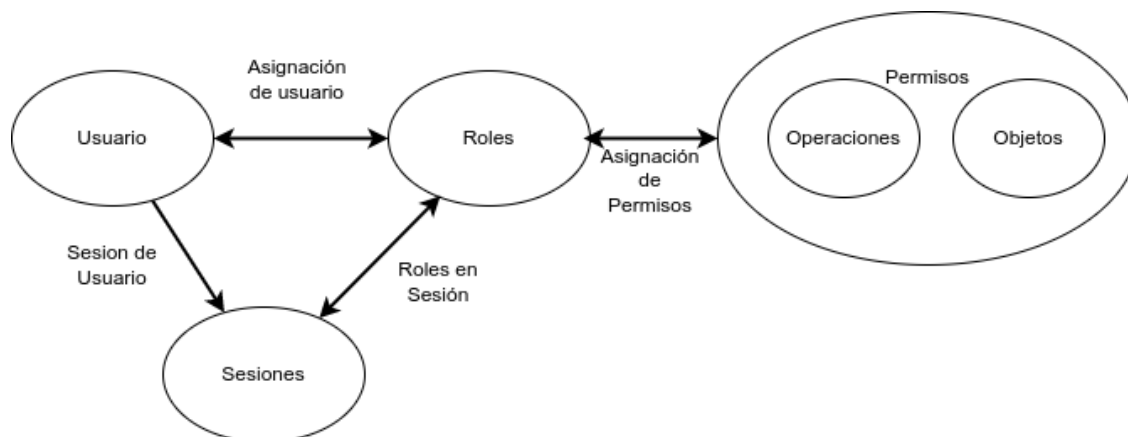 Asignación
de usuario
Usuario
Roles
Permisos
Operaciones
Objetos
Asignación
de
Permisos
Sesion de
Usuario
Roles en
Sesión
Sesiones